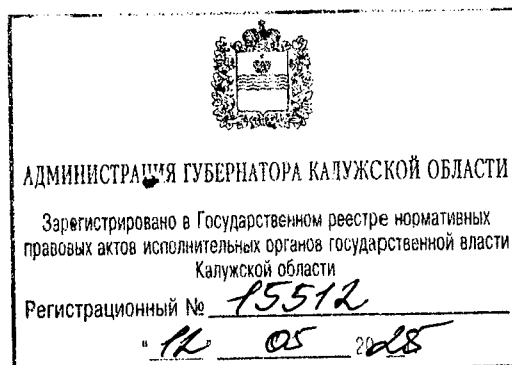 АДМИНИСТРАЦИЯ ГУБЕРНАТОРА КАЛУЖСКОЙ ОБЛАСТИ
Зарегистрировано в Государственном реестре нормативных
правовых актов исполнительных органов государственной власти
Калужской области
Регистрационный № 15512
"12" 05 2025